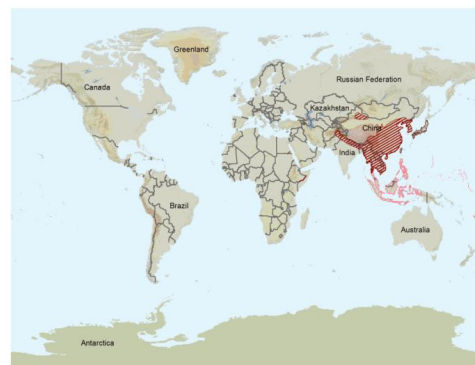 Greenland
Canada
Russian Federation
Kazakhstan
China
India
Brazil
Australia
Antarctica